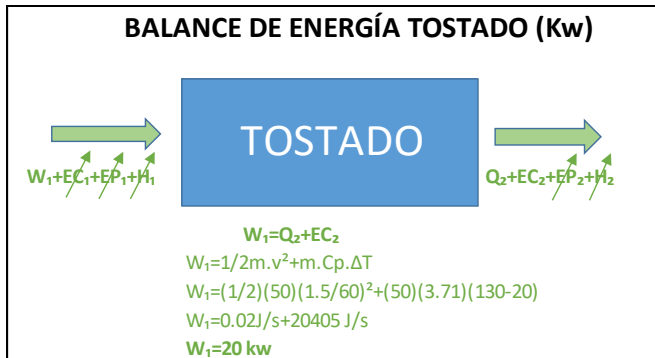 BALANCE DE ENERGÍA TOSTADO (Kw)
TOSTADO
W₁+EC₁+EP₁+H₁
Q₂+EC₂+EP₂+H₂
W₁=Q₂+EC₂
W₁=1/2m.v²+m.Cp.ΔT
W₁=(1/2)(50)(1.5/60)²+(50)(3.71)(130-20)
W₁=0.02J/s+20405 J/s
W₁=20 kw